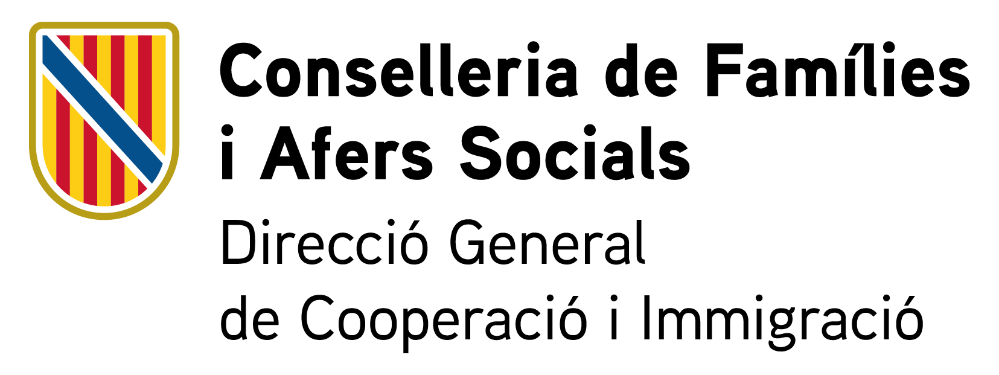 Conselleria de Famílies
i Afers Socials
Direcció General
de Cooperació i Immigració